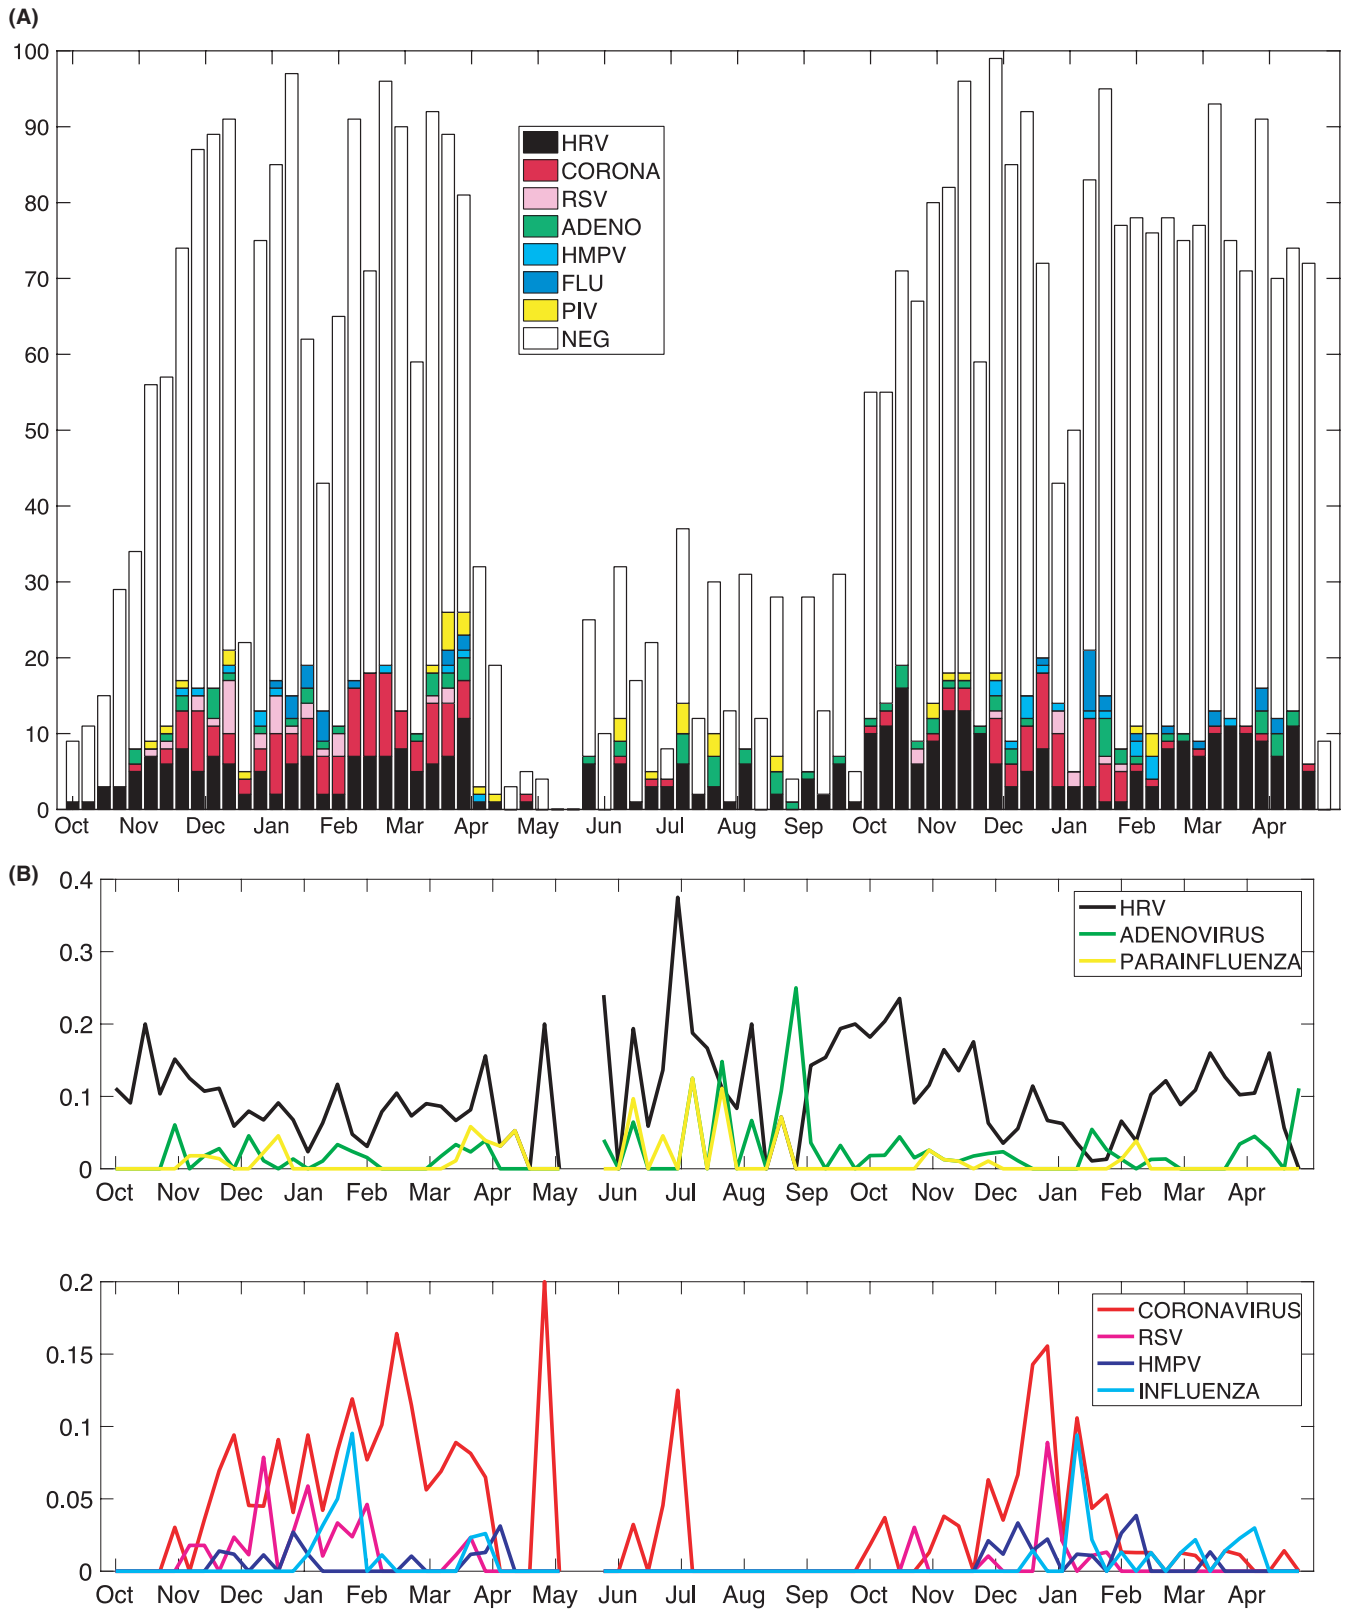 (A)
100
90
80
70
60
50
40
30
20
10
0
HRV
CORONA
RSV
ADENO
HMPV
FLU
PIV
NEG
Oct Nov Dec Jan Feb Mar Apr May Jun Jul Aug Sep Oct Nov Dec Jan Feb Mar Apr
(B)
0.4
0.3
0.2
0.1
0
HRV
ADENOVIRUS
PARAINFLUENZA
Oct Nov Dec Jan Feb Mar Apr May Jun Jul Aug Sep Oct Nov Dec Jan Feb Mar Apr
0.2
0.15
0.1
0.05
0
CORONAVIRUS
RSV
HMPV
INFLUENZA
Oct Nov Dec Jan Feb Mar Apr May Jun Jul Aug Sep Oct Nov Dec Jan Feb Mar Apr